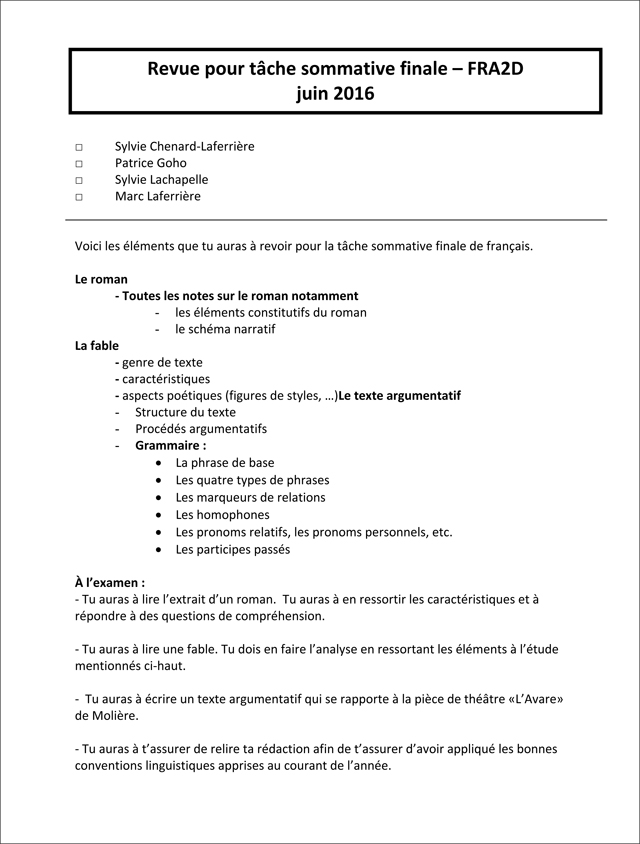 Revue pour tâche sommative finale – FRA2D
juin 2016
□ Sylvie Chenard-Laferrière
□ Patrice Goho
□ Sylvie Lachapelle
□ Marc Laferrière
Voici les éléments que tu auras à revoir pour la tâche sommative finale de français.
Le roman
- Toutes les notes sur le roman notamment
- les éléments constitutifs du roman
- le schéma narratif
La fable
- genre de texte
- caractéristiques
- aspects poétiques (figures de styles, …)Le texte argumentatif
- Structure du texte
- Procédés argumentatifs
- Grammaire :
• La phrase de base
• Les quatre types de phrases
• Les marqueurs de relations
• Les homophones
• Les pronoms relatifs, les pronoms personnels, etc.
• Les participes passés
À l’examen :
- Tu auras à lire l’extrait d’un roman. Tu auras à en ressortir les caractéristiques et à
répondre à des questions de compréhension.
- Tu auras à lire une fable. Tu dois en faire l’analyse en ressortant les éléments à l’étude
mentionnés ci-haut.
- Tu auras à écrire un texte argumentatif qui se rapporte à la pièce de théâtre «L’Avare»
de Molière.
- Tu auras à t’assurer de relire ta rédaction afin de t’assurer d’avoir appliqué les bonnes
conventions linguistiques apprises au courant de l’année.